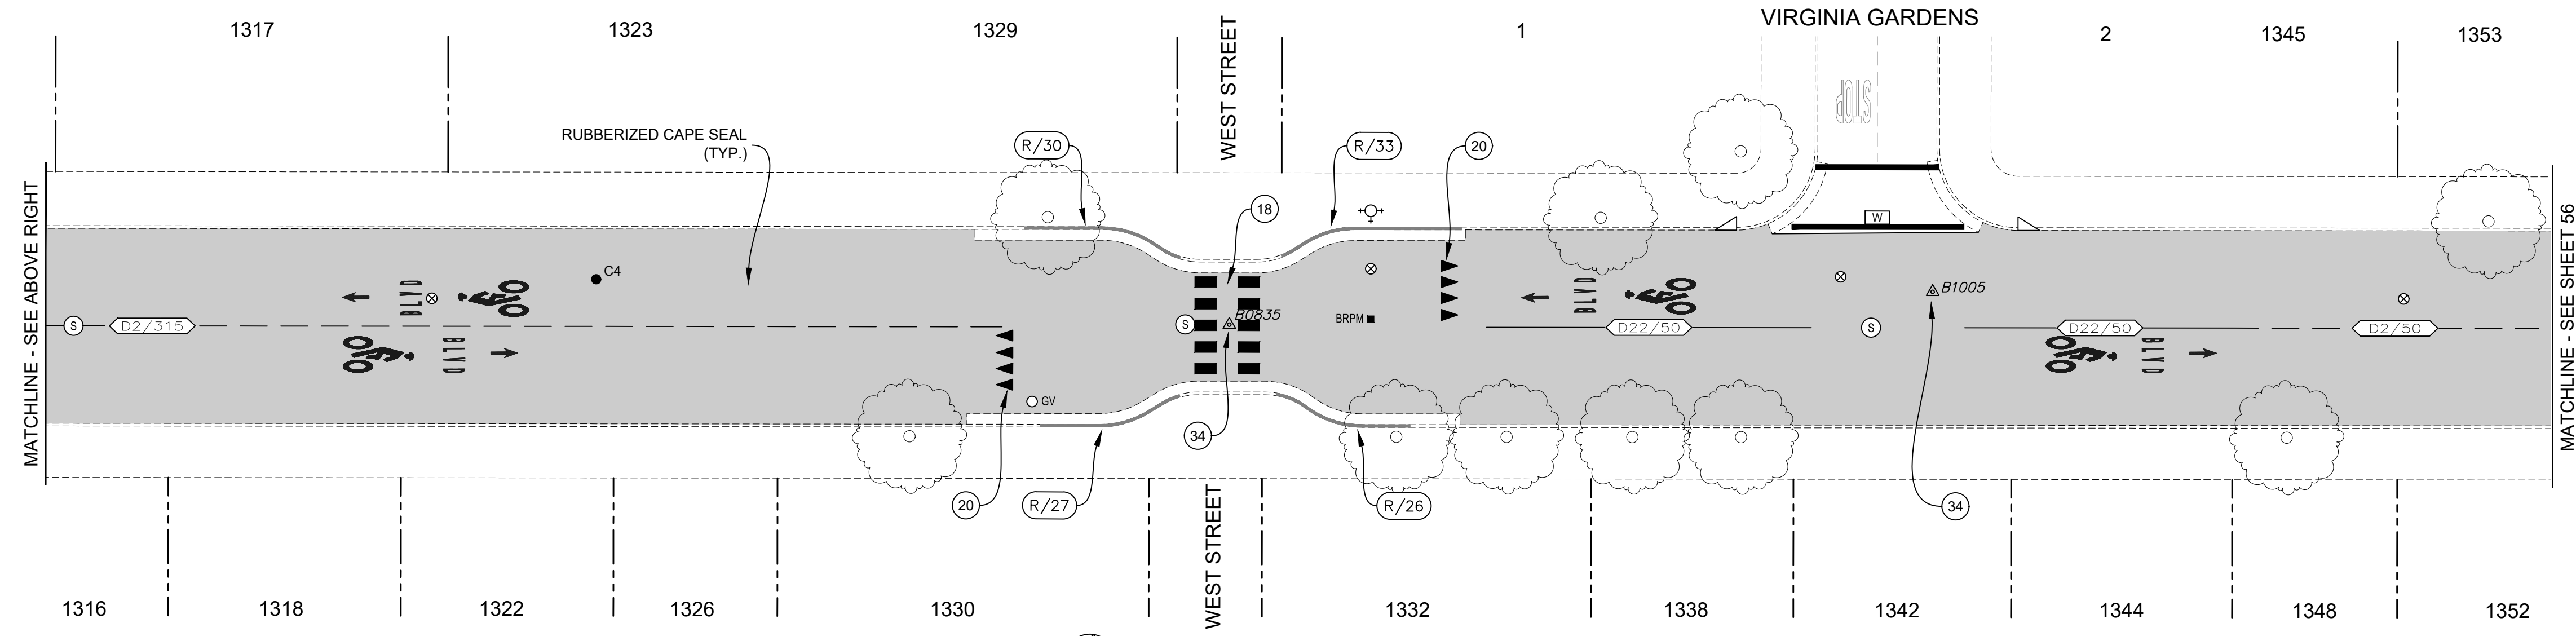 1317
1323
1329
WEST STREET
1
VIRGINIA GARDENS
2
1345
1353
STOP
RUBBERIZED CAPE SEAL
(TYP.)
R/30
R/33
20
18
W
MATCHLINE - SEE ABOVE RIGHT
C4
BLVD
BLVD
B1005
S
D2/315
S
B0835
BRPM
D22/50
S
D22/50
D2/50
BLVD
BLVD
GV
34
MATCHLINE - SEE SHEET 56
20
R/27
R/26
34
WEST STREET
1316
1318
1322
1326
1330
1332
1338
1342
1344
1348
1352